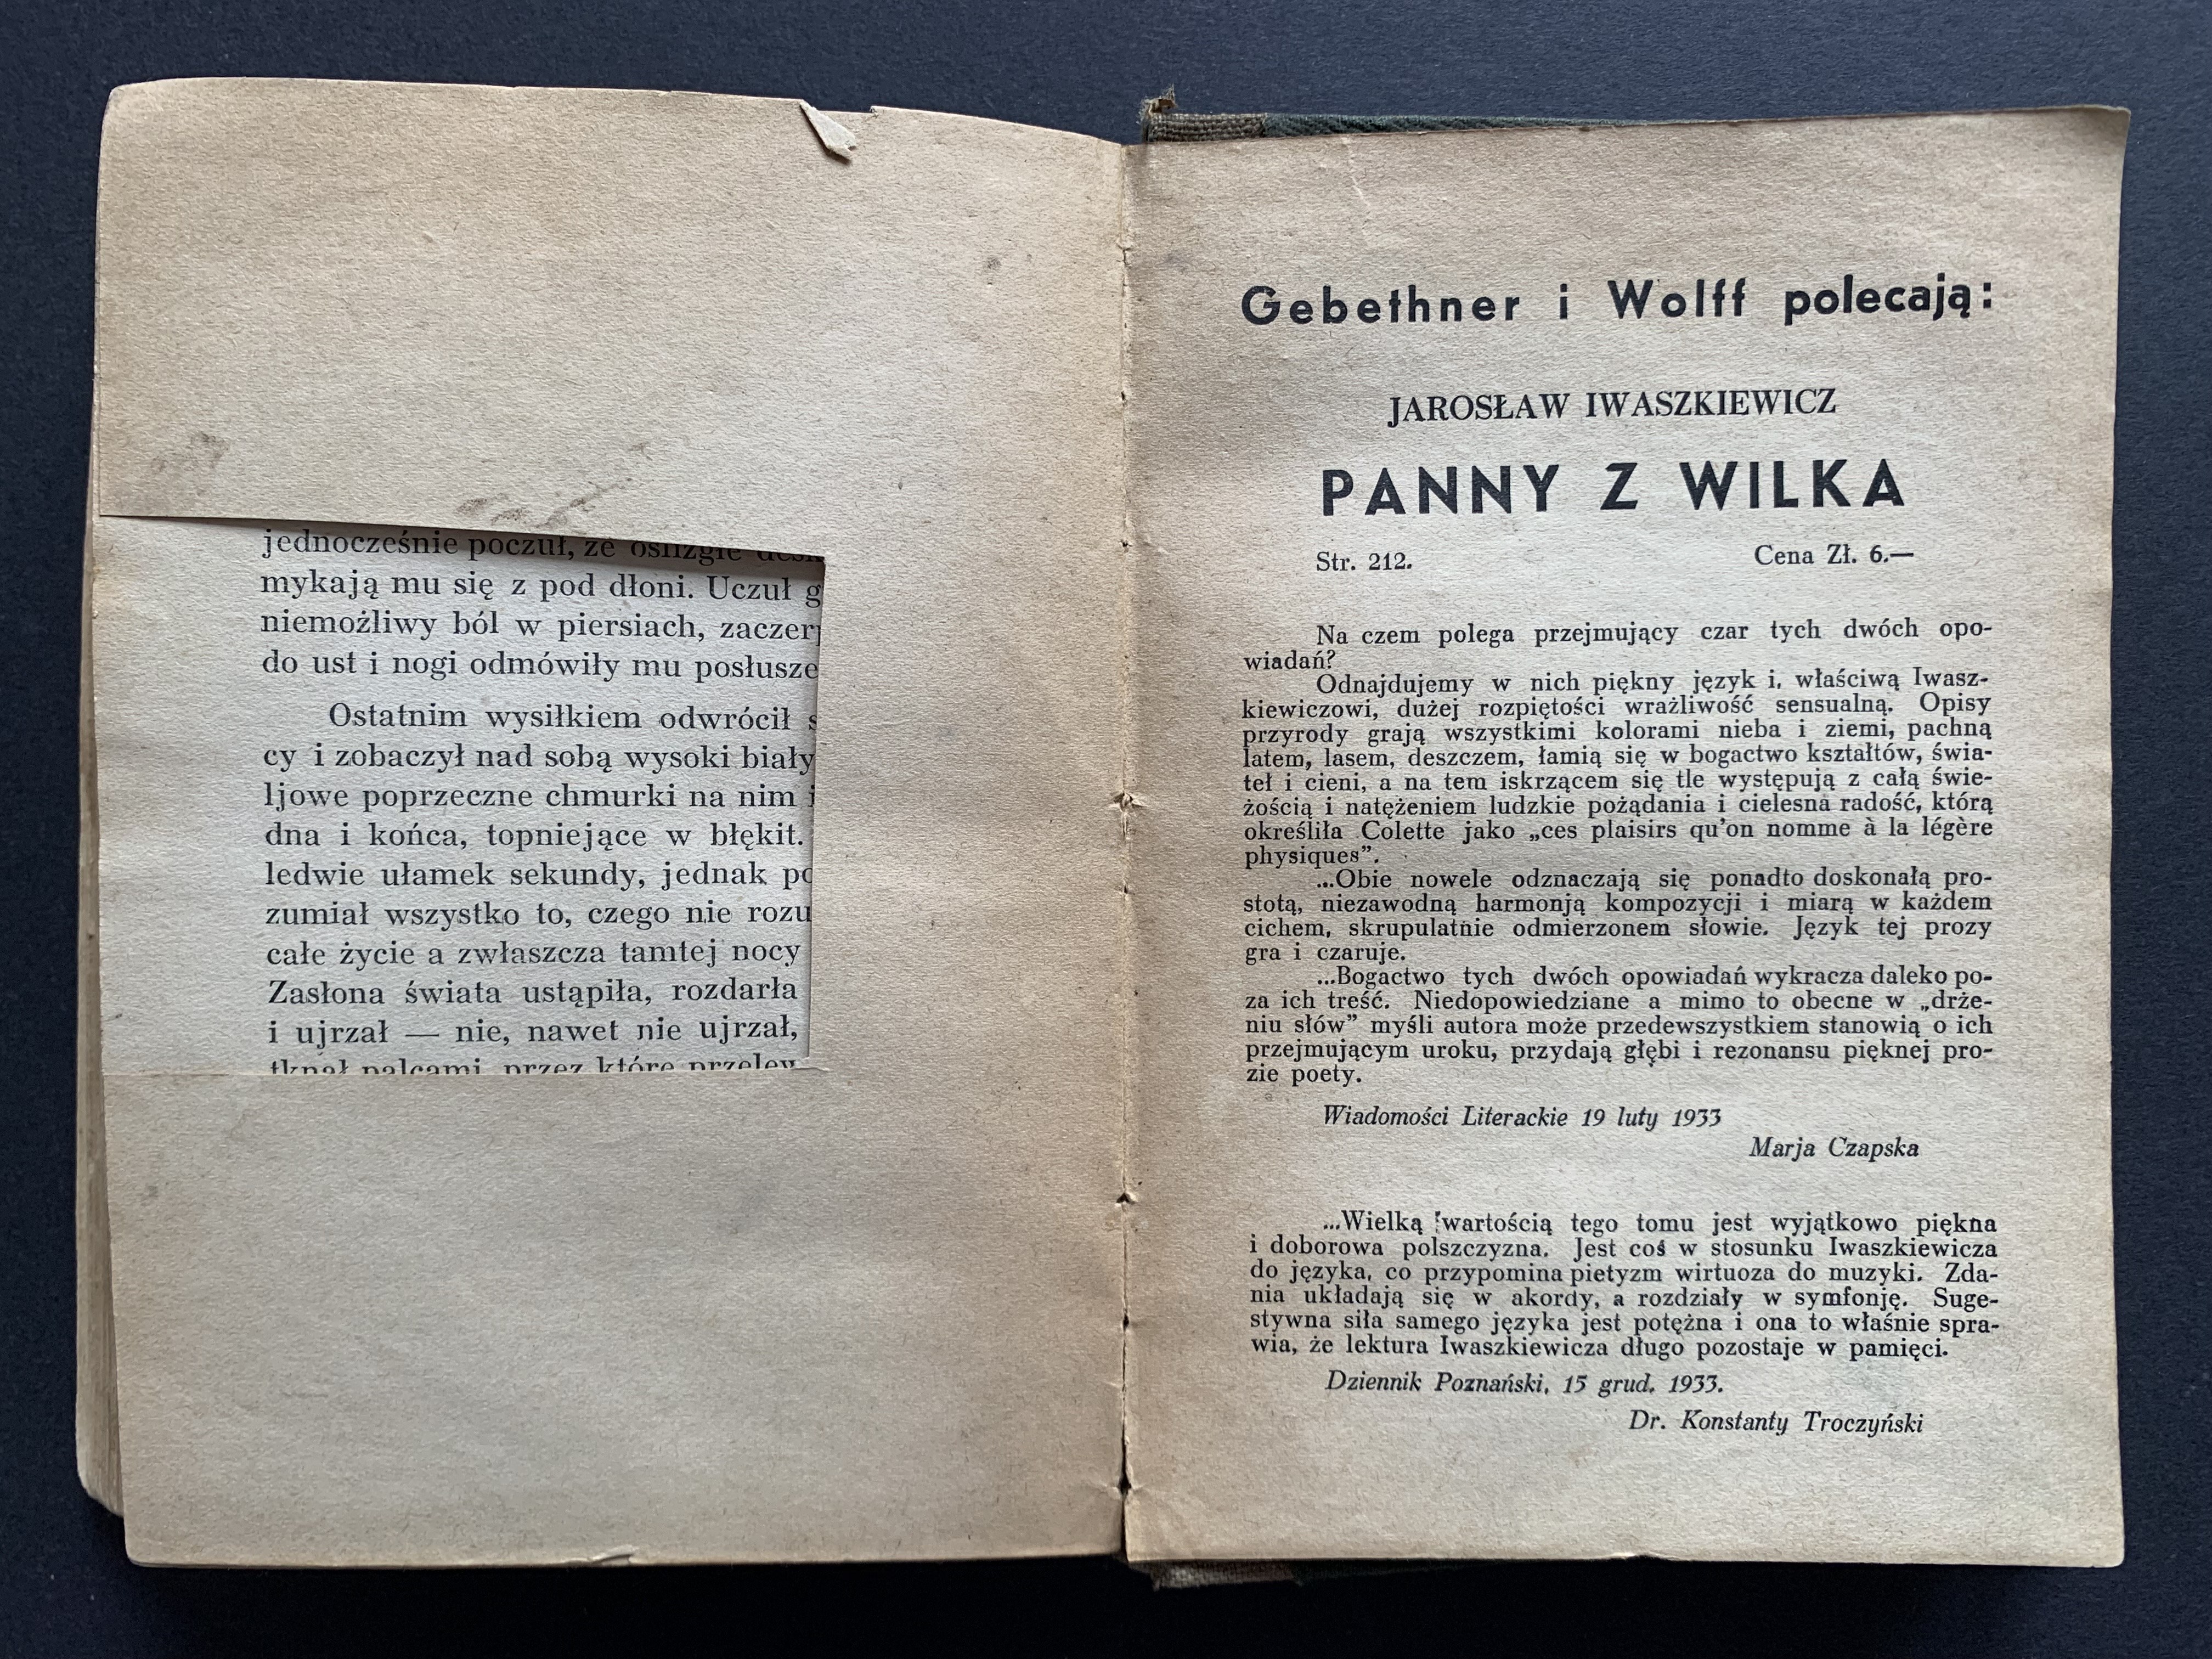 jednocześnie poczuł, że oślizgłe
mykają mu się z pod dłoni. Uczuł g
niemożliwy ból w piersiach, zaczer
do ust i nogi odmówiły mu posłusze
Ostatnim wysiłkiem odwrócił s
cy i zobaczył nad sobą wysoki biały
ljowe poprzeczne chmurki na nim i
dna i końca, topniejące w błękit.
ledwie ułamek sekundy, jednak po
zumiał wszystko to, czego nie rozu
całe życie a zwłaszcza tamtej nocy
Zasłona świata ustąpiła, rozdarła
i ujrzał — nie, nawet nie ujrzał,
tknął palcami, przez które przelew
Gebethner i Wolff polecają:
JAROSŁAW IWASZKIEWICZ
PANNY Z WILKA
Str. 212. Cena Zł. 6.—
Na czem polega przejmujący czar tych dwóch opo-
wiadań?
Odnajdujemy w nich piękny język i, właściwą Iwasz-
kiewiczowi, dużej rozpiętości wrażliwość sensualną. Opisy
przyrody grają wszystkimi kolorami nieba i ziemi, pachną
latem, lasem, deszczem, łamią się w bogactwo kształtów, świa-
teł i cieni, a na tem iskrzącem się tle występują z całą świe-
żością i natężeniem ludzkie pożądania i cielesna radość, którą
określiła Colette jako „ces plaisirs qu'on nomme à la légère
physiques”.
...Obie nowele odznaczają się ponadto doskonałą pro-
stotą, niezawodną harmonją kompozycji i miarą w każdem
cichem, skrupulatnie odmierzonem słowie. Język tej prozy
gra i czaruje.
...Bogactwo tych dwóch opowiadań wykracza daleko po-
za ich treść. Niedopowiedziane a mimo to obecne w „drże-
niu słów” myśli autora może przedewszystkiem stanowią o ich
przejmującym uroku, przydają głębi i rezonansu pięknej pro-
zie poety.
Wiadomości Literackie 19 luty 1933
Marja Czapska
...Wielką wartością tego tomu jest wyjątkowo piękna
i doborowa polszczyzna. Jest coś w stosunku Iwaszkiewicza
do języka, co przypomina pietyzm wirtuoza do muzyki. Zda-
nia układają się w akordy, a rozdziały w symfonję. Suge-
stywna siła samego języka jest potężna i ona to właśnie spra-
wia, że lektura Iwaszkiewicza długo pozostaje w pamięci.
Dziennik Poznański, 15 grud. 1933.
Dr. Konstanty Troczyński